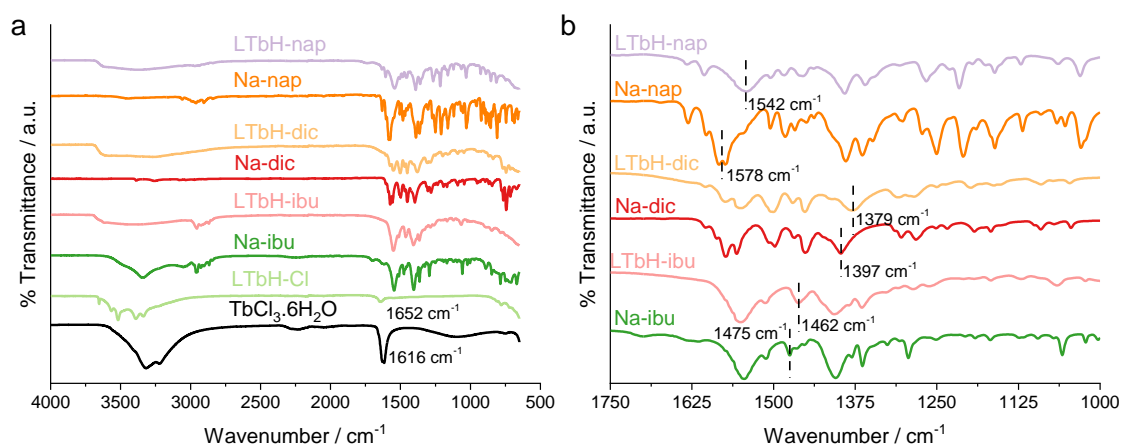 a
LTbH-nap
Na-nap
LTbH-dic
Na-dic
LTbH-ibu
Na-ibu
LTbH-Cl
1652 cm⁻¹
TbCl₃.6H₂O
1616 cm⁻¹
% Transmittance / a.u.
4000 3500 3000 2500 2000 1500 1000 500
Wavenumber / cm⁻¹
b
LTbH-nap
1542 cm⁻¹
Na-nap
1578 cm⁻¹
LTbH-dic
1379 cm⁻¹
Na-dic
1397 cm⁻¹
LTbH-ibu
1475 cm⁻¹ 1462 cm⁻¹
Na-ibu
% Transmittance / a.u.
1750 1625 1500 1375 1250 1125 1000
Wavenumber / cm⁻¹